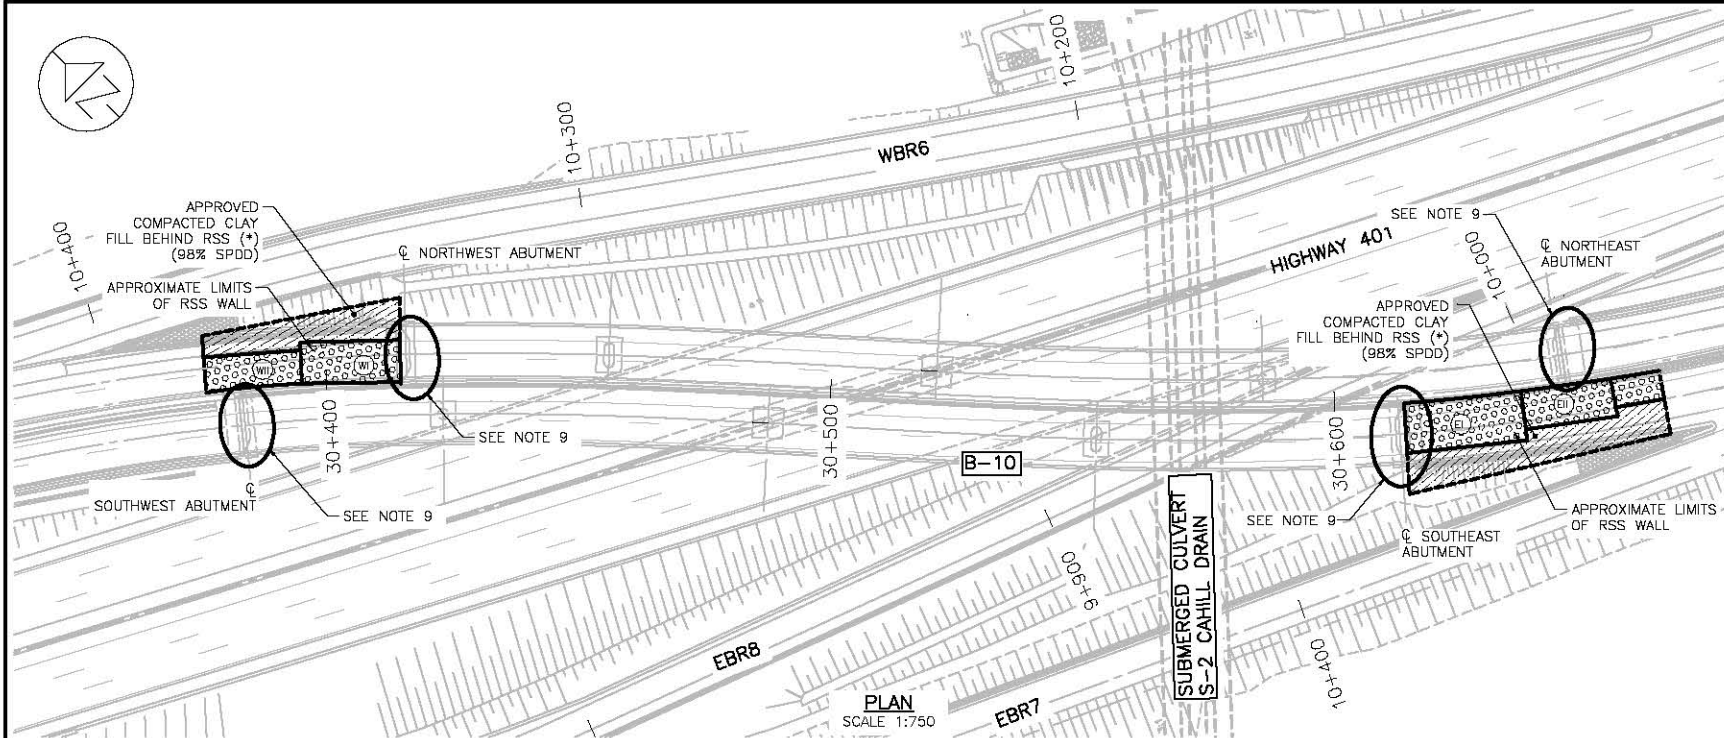 10+200
10+300
WBR6
APPROVED
COMPACTED CLAY
FILL BEHIND RSS (*)
(98% SPDD)
10+400
℄ NORTHWEST ABUTMENT
APPROXIMATE LIMITS
OF RSS WALL
WII
WI
SEE NOTE 9
30+400
SOUTHWEST ABUTMENT
℄
SEE NOTE 9
30+500
B-10
HIGHWAY 401
SEE NOTE 9
10+000
℄ NORTHEAST
ABUTMENT
APPROVED
COMPACTED CLAY
FILL BEHIND RSS (*)
(98% SPDD)
30+600
EI
EII
SEE NOTE 9
APPROXIMATE LIMITS
OF RSS WALL
℄ SOUTHEAST
ABUTMENT
9+900
SUBMERGED CULVERT
S-2 CAHILL DRAIN
10+400
EBR8
EBR7
PLAN
SCALE 1:750